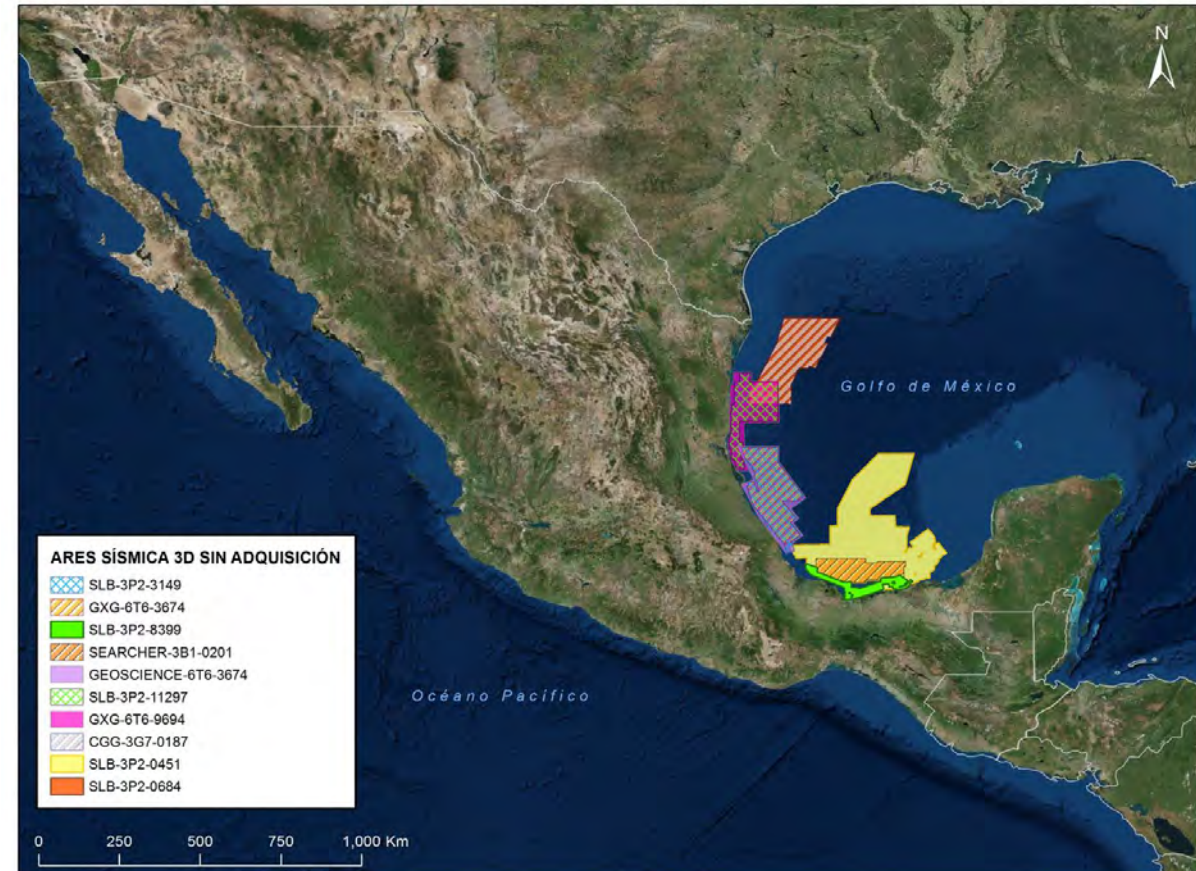 N
Golfo de México
ARES SÍSMICA 3D SIN ADQUISICIÓN
SLB-3P2-3149
GXG-6T6-3674
SLB-3P2-8399
SEARCHER-3B1-0201
GEOSCIENCE-6T6-3674
SLB-3P2-11297
GXG-6T6-9694
CGG-3G7-0187
SLB-3P2-0451
SLB-3P2-0684
Océano Pacífico
0 250 500 750 1,000 Km